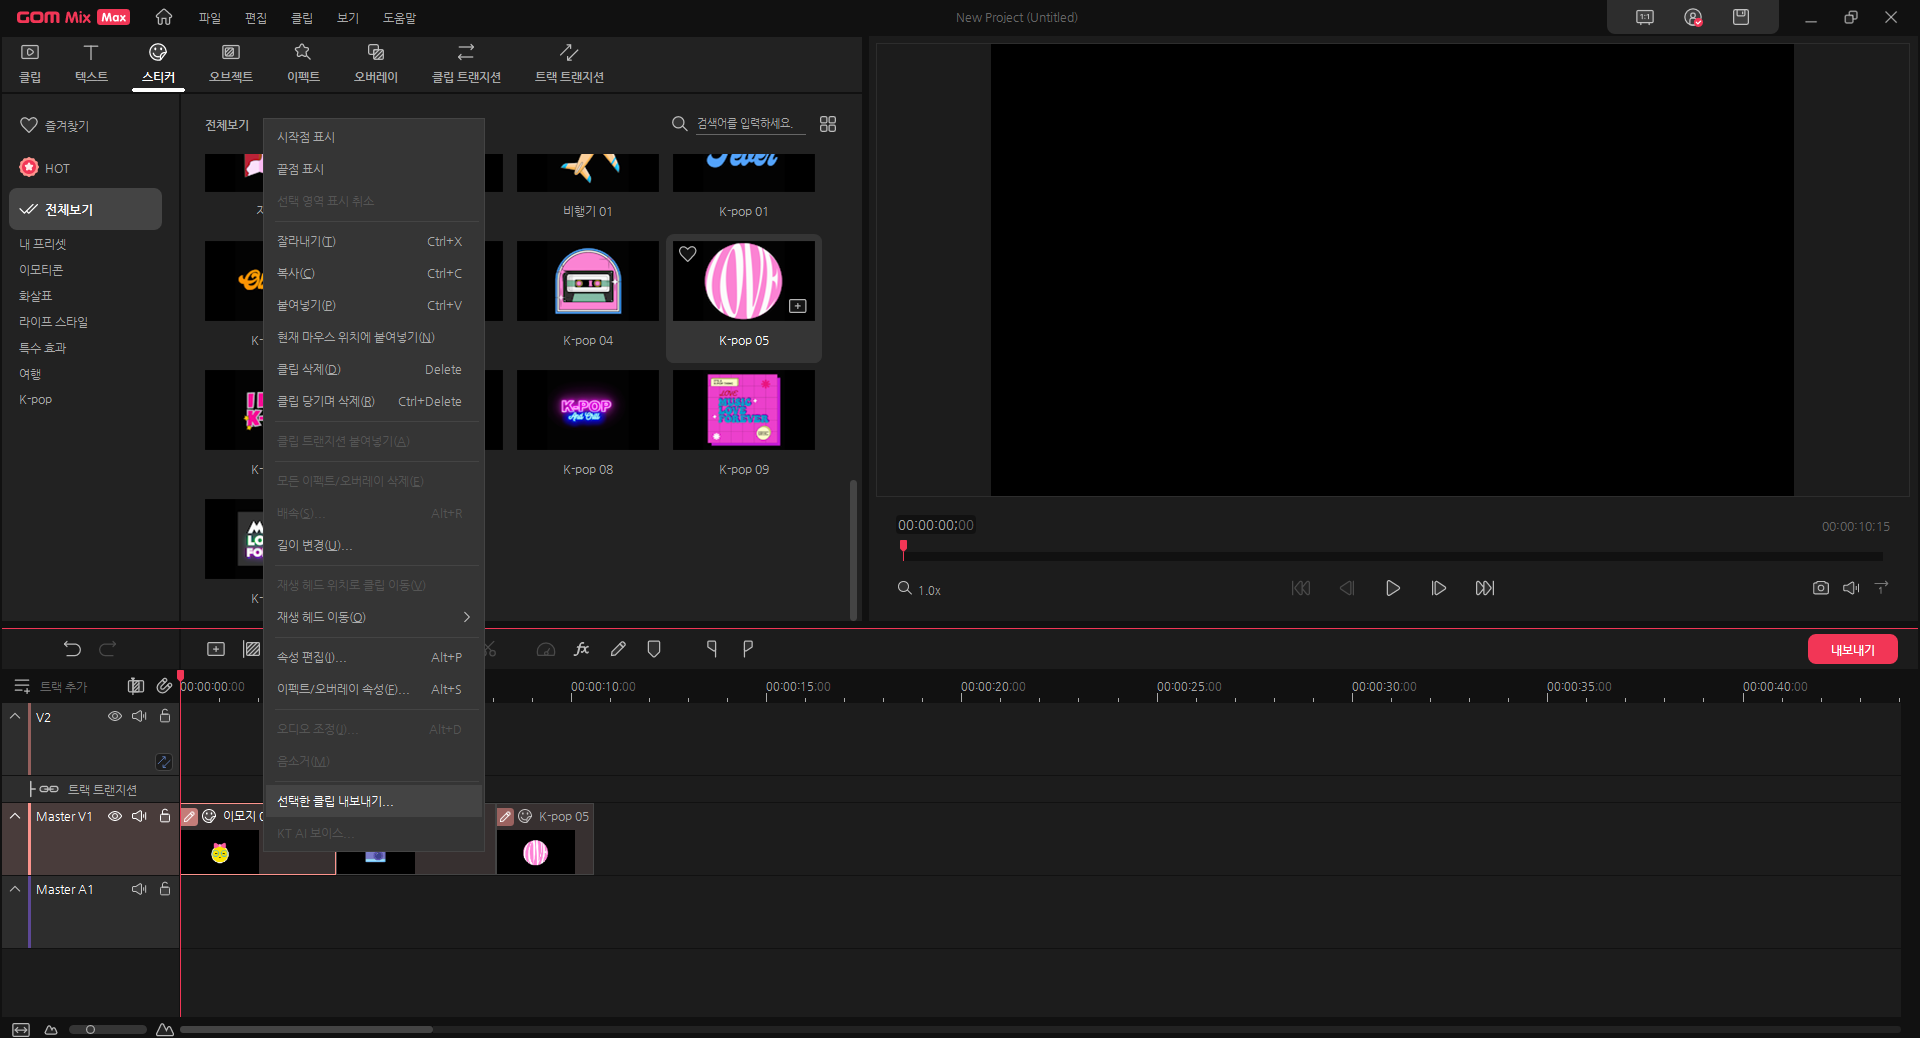 GOM Mix Max
파일
편집
클립
보기
도움말
New Project (Untitled)
1:1
클립
텍스트
스티커
오브젝트
이펙트
오버레이
클립 트랜지션
트랙 트랜지션
즐겨찾기
HOT
전체보기
내 프리셋
이모티콘
화살표
라이프 스타일
특수 효과
여행
K-pop
전체보기
검색어를 입력하세요.
비행기 01
K-pop 01
K-pop 04
K-pop 05
K-POP
And Chill
LOVE
MUSIC
LOVE
FOREVER
K-pop 08
K-pop 09
시작점 표시
끝점 표시
선택 영역 표시 취소
잘라내기(T) Ctrl+X
복사(C) Ctrl+C
붙여넣기(P) Ctrl+V
현재 마우스 위치에 붙여넣기(N)
클립 삭제(D) Delete
클립 당기며 삭제(R) Ctrl+Delete
클립 트랜지션 붙여넣기(A)
모든 이펙트/오버레이 삭제(E)
배속(S)... Alt+R
길이 변경(U)...
재생 헤드 위치로 클립 이동(V)
재생 헤드 이동(O)
속성 편집(I)... Alt+P
이펙트/오버레이 속성(F)... Alt+S
오디오 조정(J)... Alt+D
음소거(M)
선택한 클립 내보내기...
KT AI 보이스...
00:00:00;00
00:00:10;15
1.0x
fx
내보내기
트랙 추가
00:00:00;00
00:00:10;00
00:00:15;00
00:00:20;00
00:00:25;00
00:00:30;00
00:00:35;00
00:00:40;00
V2
트랙 트랜지션
Master V1
이모지
K-pop 05
Master A1